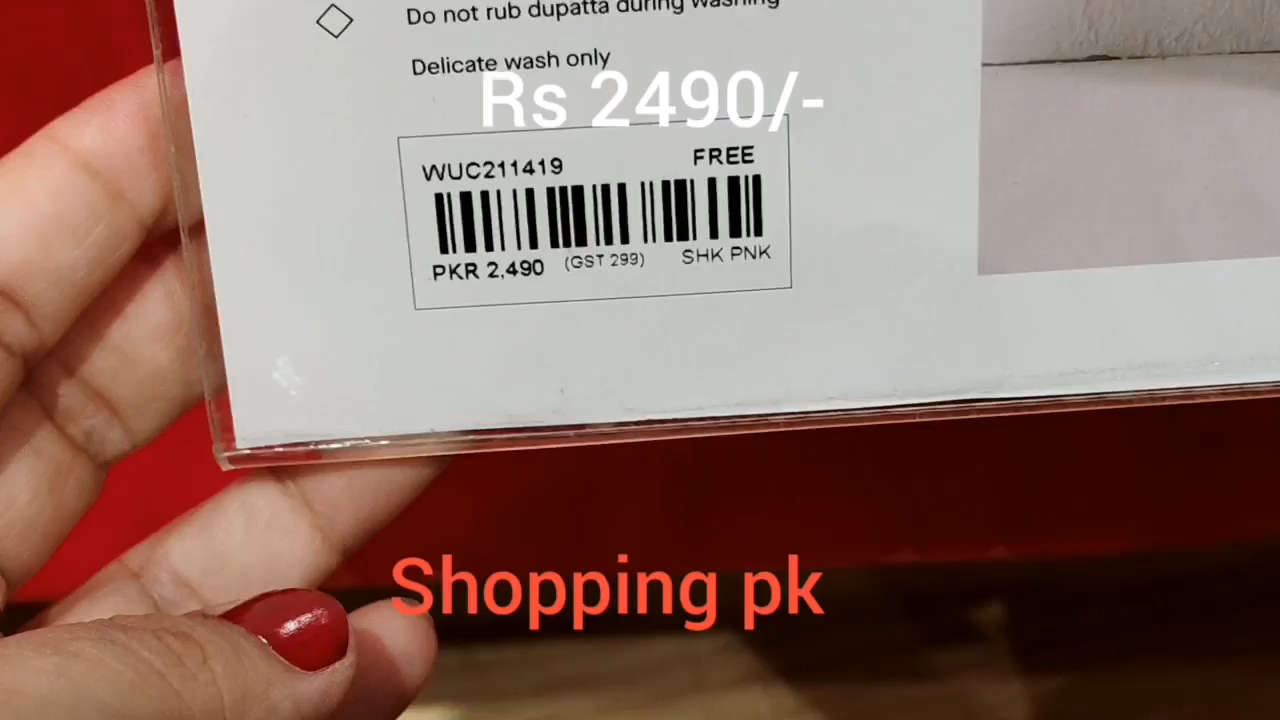 Do not rub dupatta during washing
Delicate wash only
Rs 2490/-
WUC211419 FREE
PKR 2,490 (GST 299) SHK PNK
Shopping pk